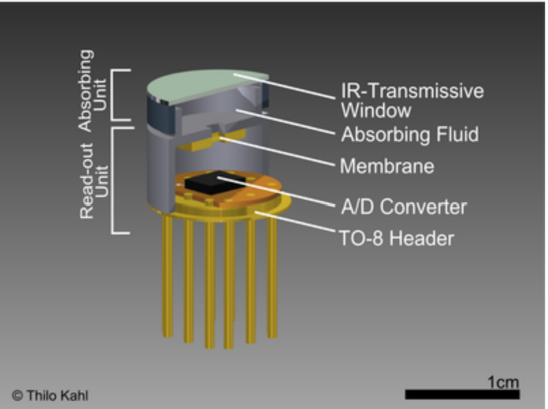 Absorbing
Unit
Read-out
Unit
IR-Transmissive
Window
Absorbing Fluid
Membrane
A/D Converter
TO-8 Header
1cm
© Thilo Kahl